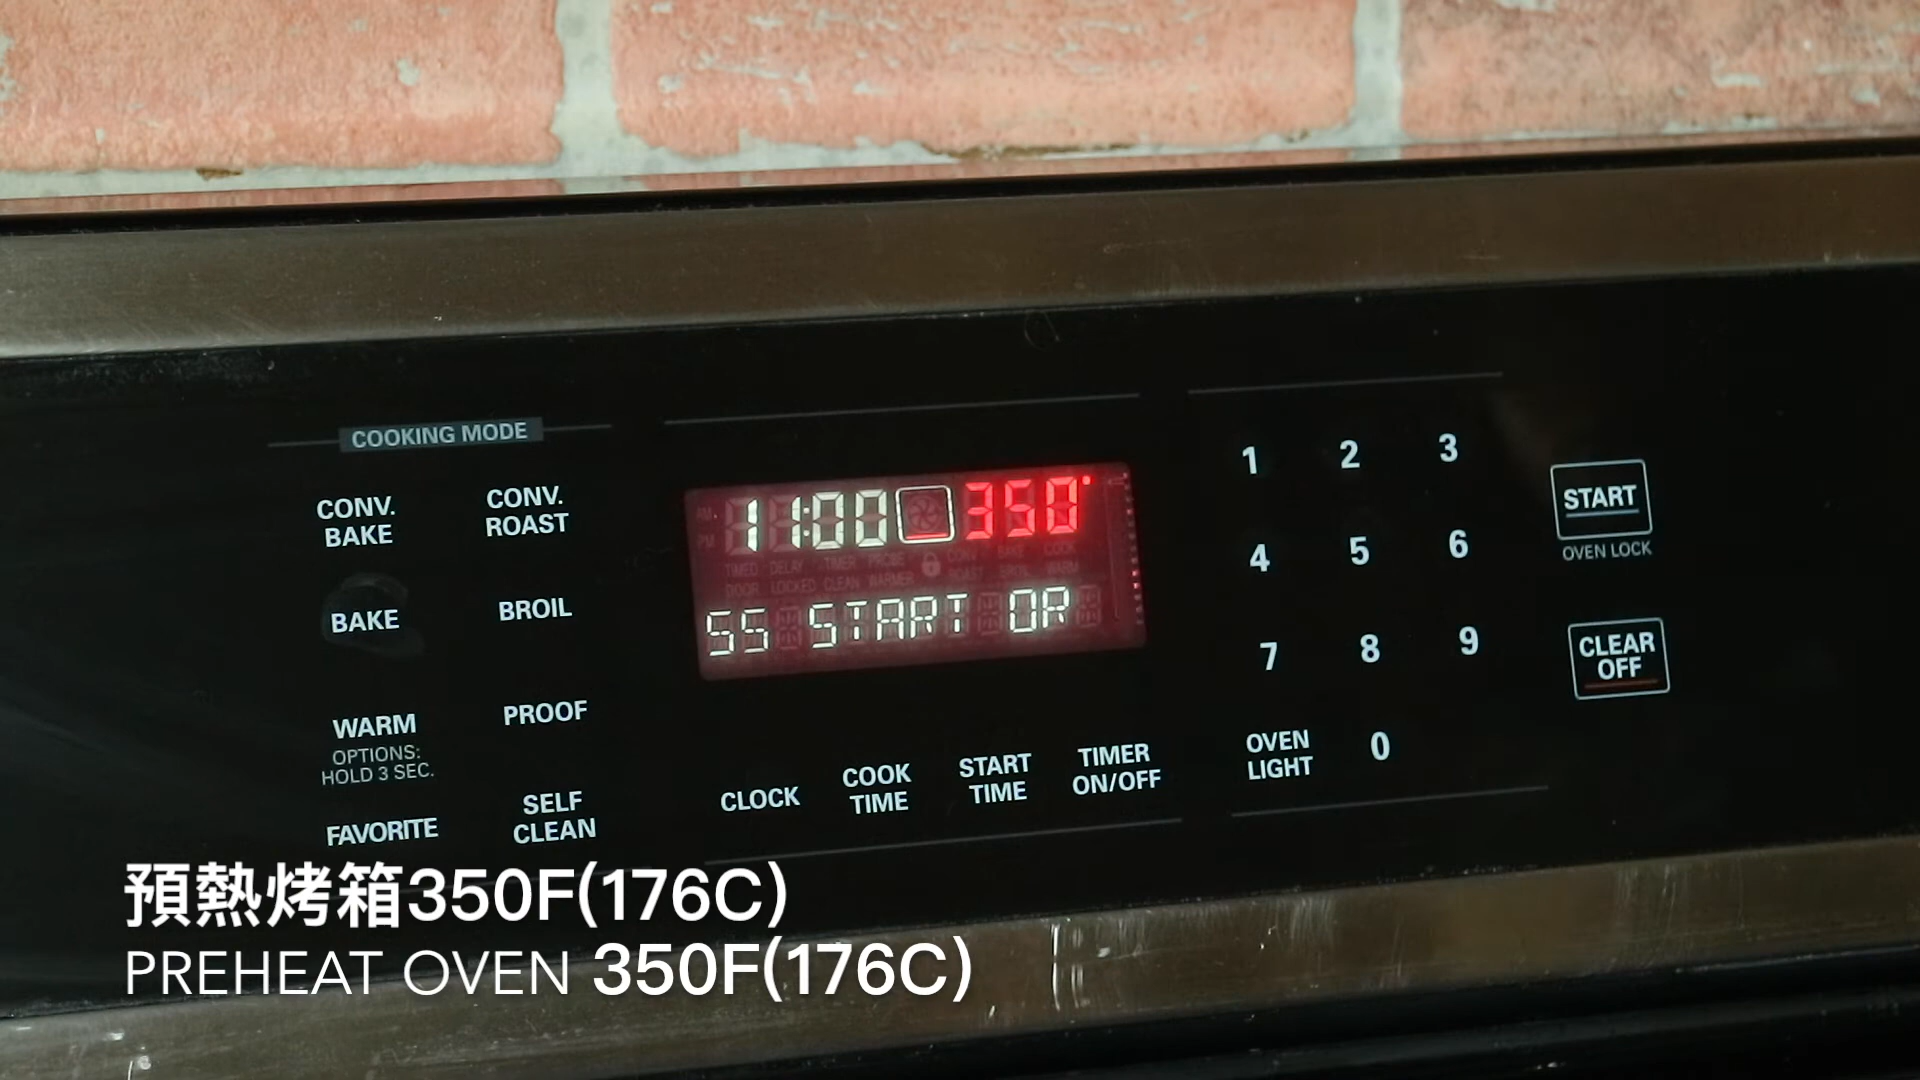 COOKING MODE
CONV. BAKE
CONV. ROAST
BAKE
BROIL
WARM
OPTIONS: HOLD 3 SEC.
PROOF
FAVORITE
SELF CLEAN
11:00 350°
SS START OR
CLOCK
COOK TIME
START TIME
TIMER ON/OFF
1 2 3
4 5 6
7 8 9
OVEN LIGHT
0
START
OVEN LOCK
CLEAR OFF
預熱烤箱350F(176C)
PREHEAT OVEN 350F(176C)